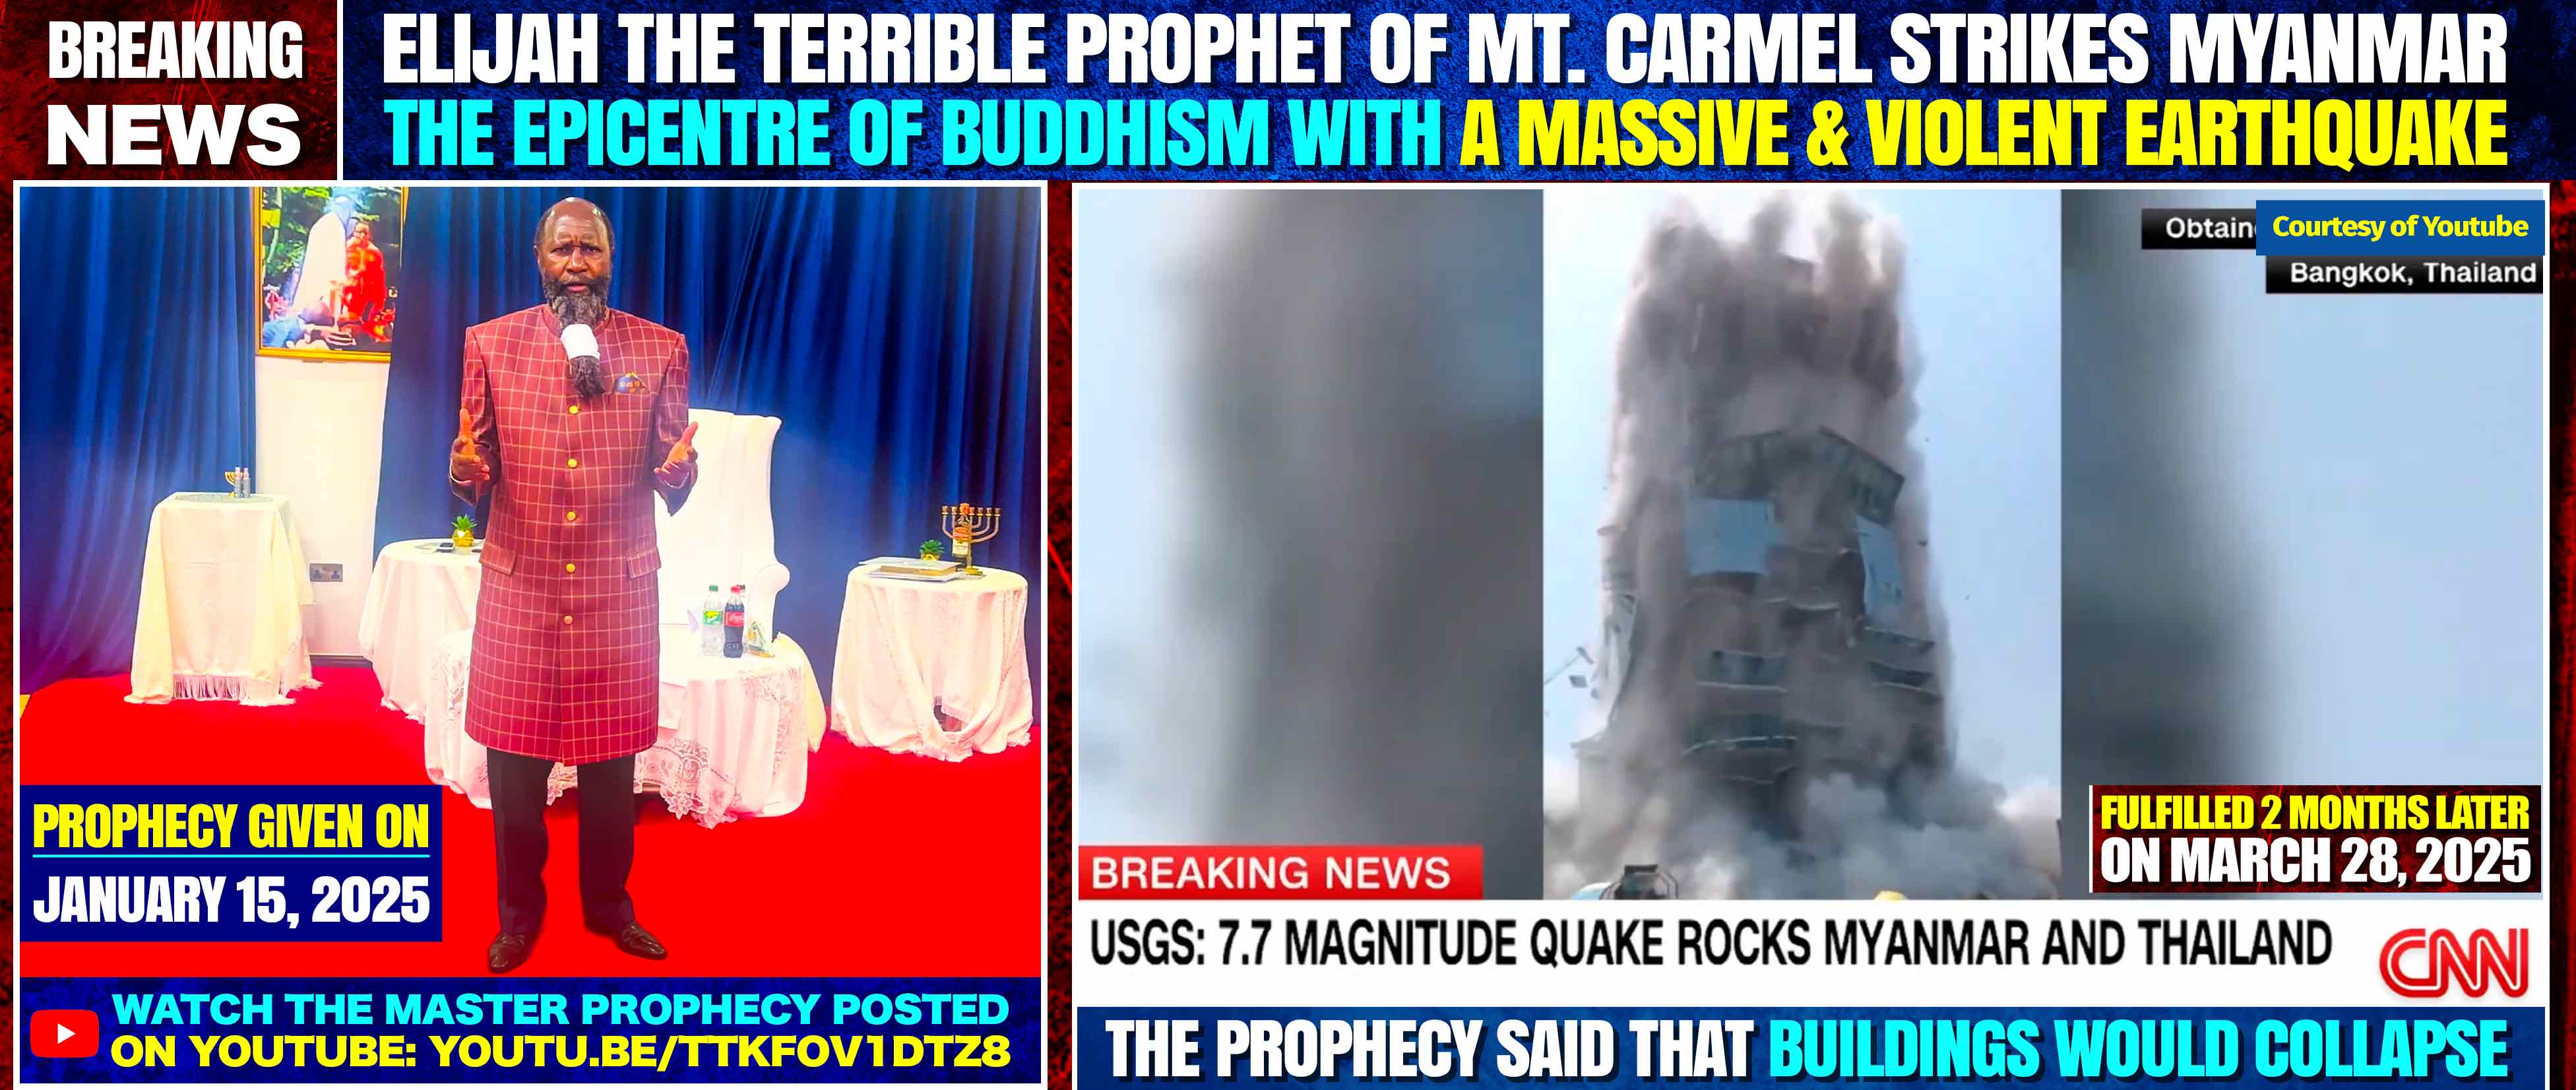 BREAKING
NEWS
ELIJAH THE TERRIBLE PROPHET OF MT. CARMEL STRIKES MYANMAR
THE EPICENTRE OF BUDDHISM WITH A MASSIVE & VIOLENT EARTHQUAKE
PROPHECY GIVEN ON
JANUARY 15, 2025
WATCH THE MASTER PROPHECY POSTED
ON YOUTUBE: YOUTU.BE/TTKFOV1DTZ8
Obtain
Courtesy of Youtube
Bangkok, Thailand
FULFILLED 2 MONTHS LATER
ON MARCH 28, 2025
BREAKING NEWS
USGS: 7.7 MAGNITUDE QUAKE ROCKS MYANMAR AND THAILAND
CNN
THE PROPHECY SAID THAT BUILDINGS WOULD COLLAPSE